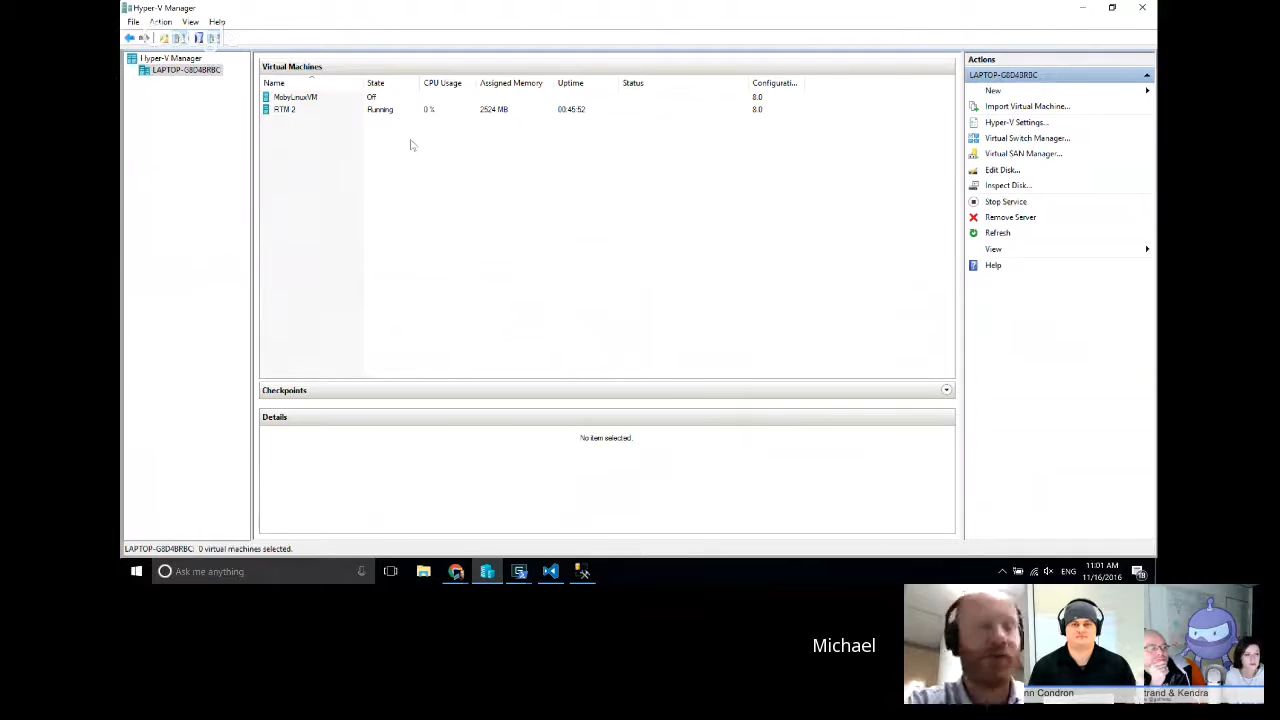 Hyper-V Manager
File Action View Help
Hyper-V Manager
LAPTOP-G8D4BRBC
Virtual Machines
Name State CPU Usage Assigned Memory Uptime Status Configurati...
MobyLinuxVM Off 8.0
RTM 2 Running 0 % 2524 MB 00:45:52 8.0
Checkpoints
Details
No item selected.
Actions
LAPTOP-G8D4BRBC
New
Import Virtual Machine...
Hyper-V Settings...
Virtual Switch Manager...
Virtual SAN Manager...
Edit Disk...
Inspect Disk...
Stop Service
Remove Server
Refresh
View
Help
LAPTOP-G8D4BRBC: 0 virtual machines selected.
Ask me anything
ENG
11:01 AM
11/16/2016
18
Michael
nn Condron
trand & Kendra